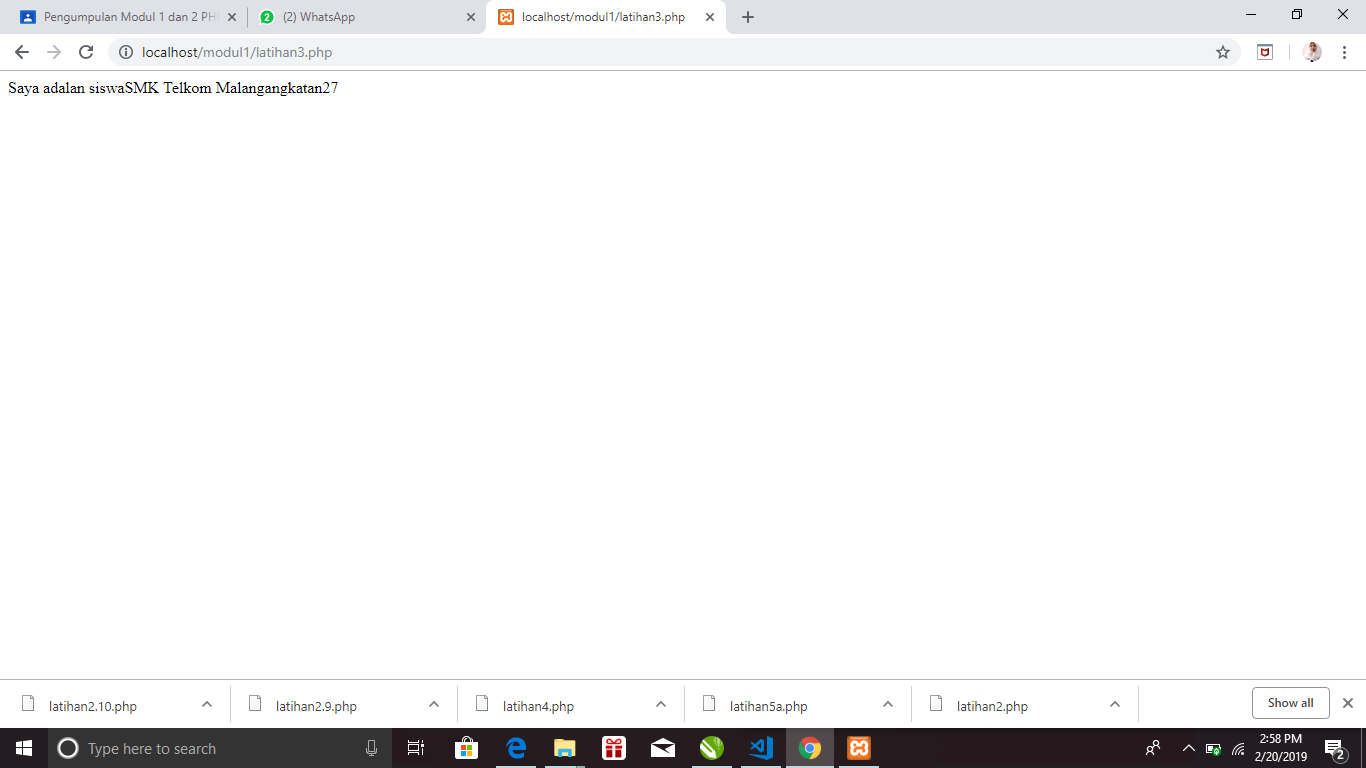 Pengumpulan Modul 1 dan 2 PH
(2) WhatsApp
localhost/modul1/latihan3.php
localhost/modul1/latihan3.php
Saya adalan siswaSMK Telkom Malangangkatan27
latihan2.10.php
latihan2.9.php
latihan4.php
latihan5a.php
latihan2.php
Show all
Type here to search
2:58 PM
2/20/2019
2